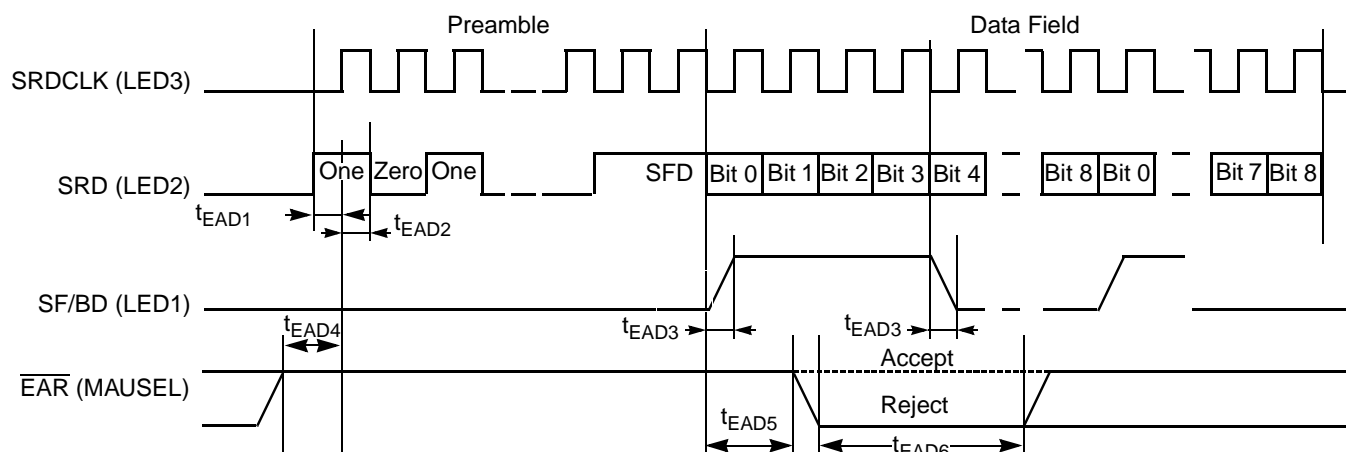 Preamble Data Field
SRDCLK (LED3)
SRD (LED2) One Zero One SFD Bit 0 Bit 1 Bit 2 Bit 3 Bit 4 Bit 8 Bit 0 Bit 7 Bit 8
tEAD1 tEAD2
SF/BD (LED1)
tEAD4 tEAD3 tEAD3
EAR (MAUSEL) Accept
Reject
tEAD5 tEAD6